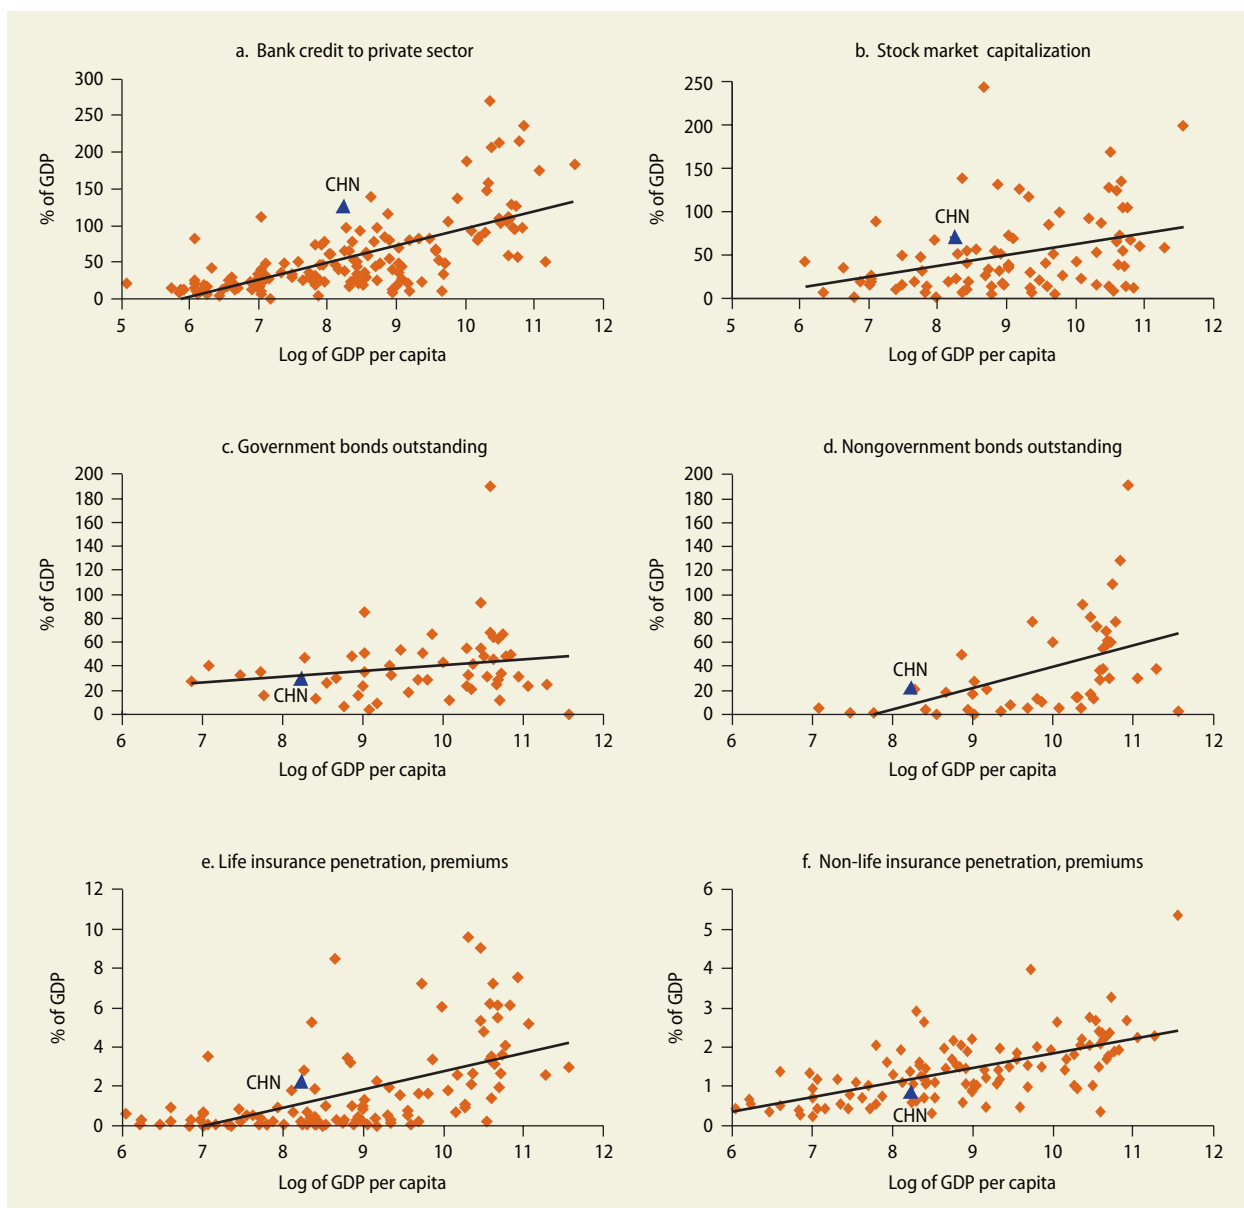 a. Bank credit to private sector
300
250
200
150
100
50
0
% of GDP
CHN
5 6 7 8 9 10 11 12
Log of GDP per capita
b. Stock market capitalization
250
200
150
100
50
0
% of GDP
CHN
5 6 7 8 9 10 11 12
Log of GDP per capita
c. Government bonds outstanding
200
180
160
140
120
100
80
60
40
20
0
% of GDP
CHN
6 7 8 9 10 11 12
Log of GDP per capita
d. Nongovernment bonds outstanding
200
180
160
140
120
100
80
60
40
20
0
% of GDP
CHN
6 7 8 9 10 11 12
Log of GDP per capita
e. Life insurance penetration, premiums
12
10
8
6
4
2
0
% of GDP
CHN
6 7 8 9 10 11 12
Log of GDP per capita
f. Non-life insurance penetration, premiums
6
5
4
3
2
1
0
% of GDP
CHN
6 7 8 9 10 11 12
Log of GDP per capita